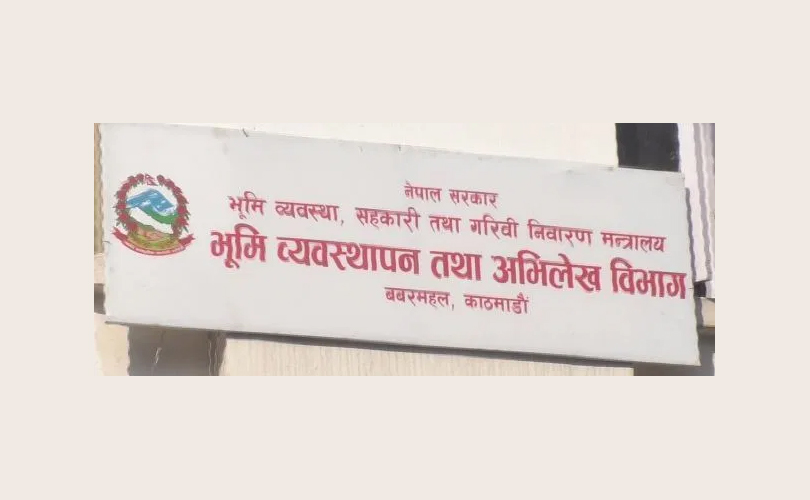 नेपाल सरकार
भूमि व्यवस्था, सहकारी तथा गरिवी निवारण मन्त्रालय
भूमि व्यवस्थापन तथा अभिलेख विभाग
बबरमहल, काठमाडौं